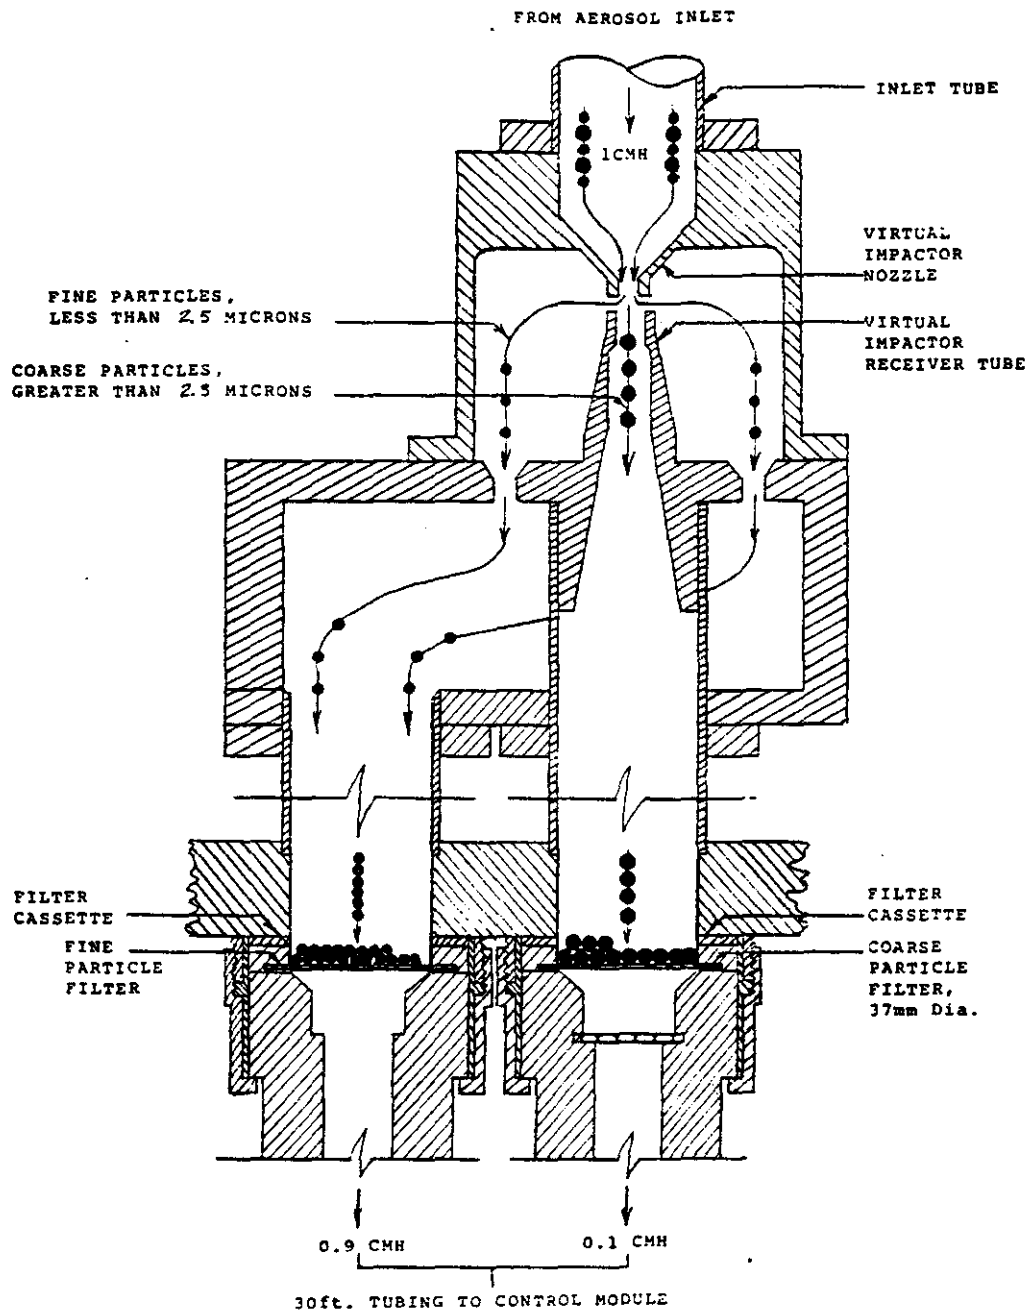 FROM AEROSOL INLET
INLET TUBE
1CMH
VIRTUAL
IMPACTOR
NOZZLE
FINE PARTICLES,
LESS THAN 2.5 MICRONS
VIRTUAL
IMPACTOR
RECEIVER TUBE
COARSE PARTICLES,
GREATER THAN 2.5 MICRONS
FILTER
CASSETTE
FINE
PARTICLE
FILTER
FILTER
CASSETTE
COARSE
PARTICLE
FILTER,
37mm Dia.
0.9 CMH
0.1 CMH
30ft. TUBING TO CONTROL MODULE